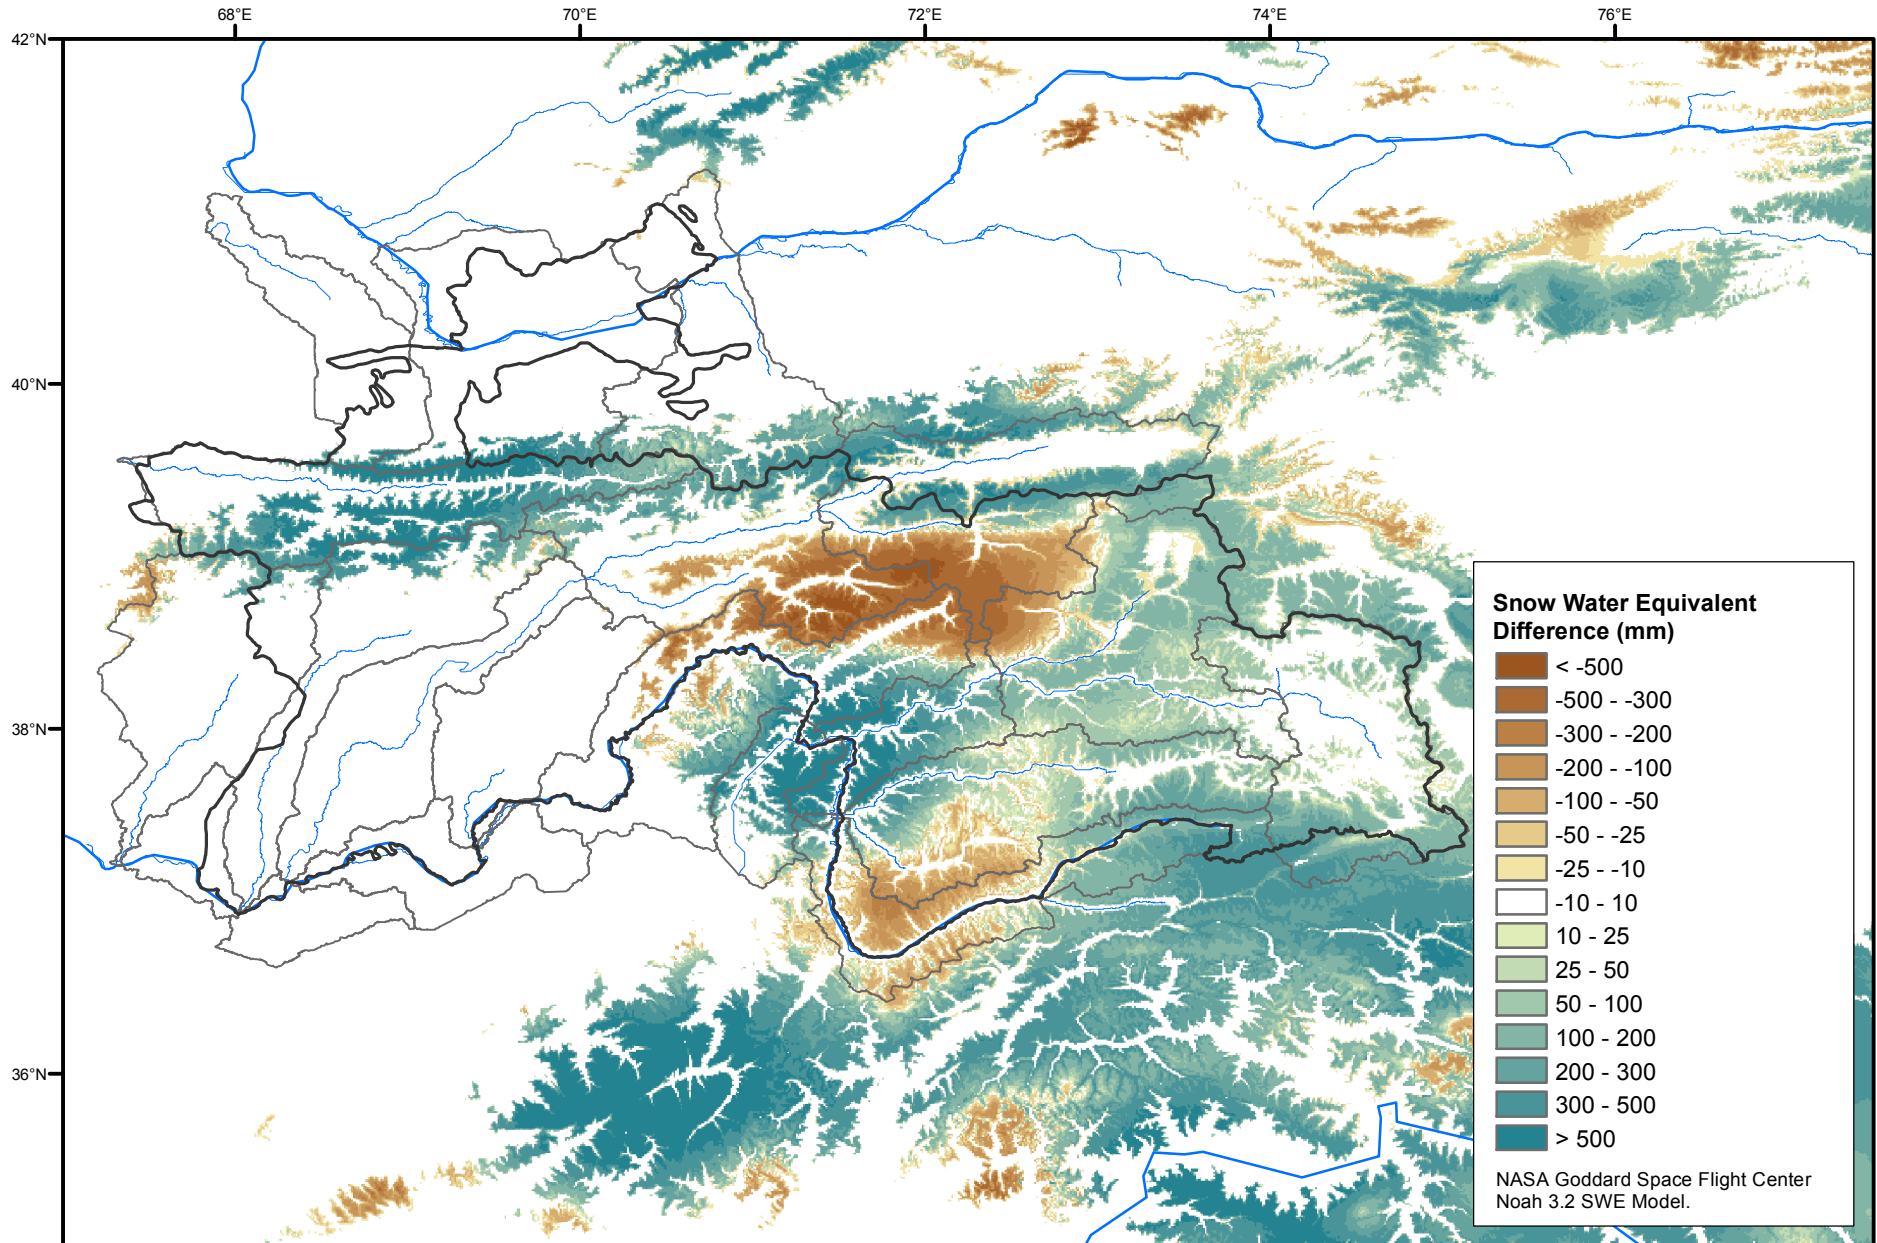 68°E
70°E
72°E
74°E
76°E
42°N
40°N
38°N
36°N
Snow Water Equivalent
Difference (mm)
< -500
-500 - -300
-300 - -200
-200 - -100
-100 - -50
-50 - -25
-25 - -10
-10 - 10
10 - 25
25 - 50
50 - 100
100 - 200
200 - 300
300 - 500
> 500
NASA Goddard Space Flight Center
Noah 3.2 SWE Model.